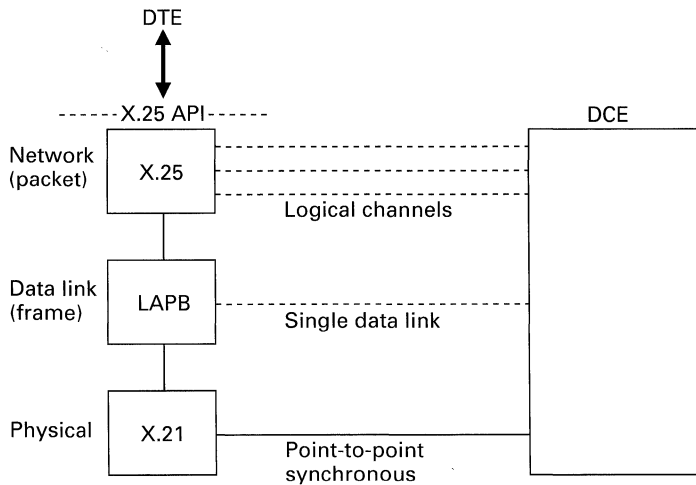 DTE
X.25 API
DCE
Network
(packet)
X.25
Logical channels
Data link
(frame)
LAPB
Single data link
Physical
X.21
Point-to-point
synchronous